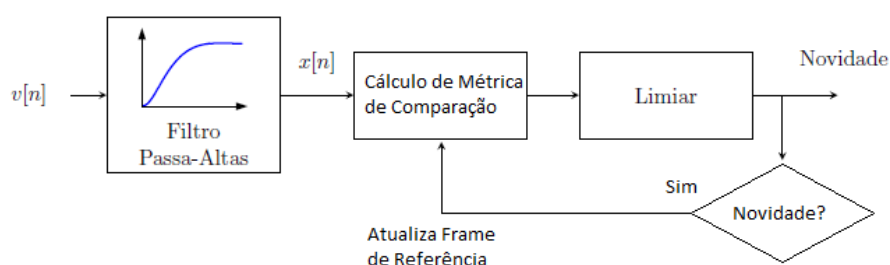 v[n]
Filtro
Passa-Altas
x[n]
Cálculo de Métrica
de Comparação
Limiar
Novidade
Novidade?
Sim
Atualiza Frame
de Referência